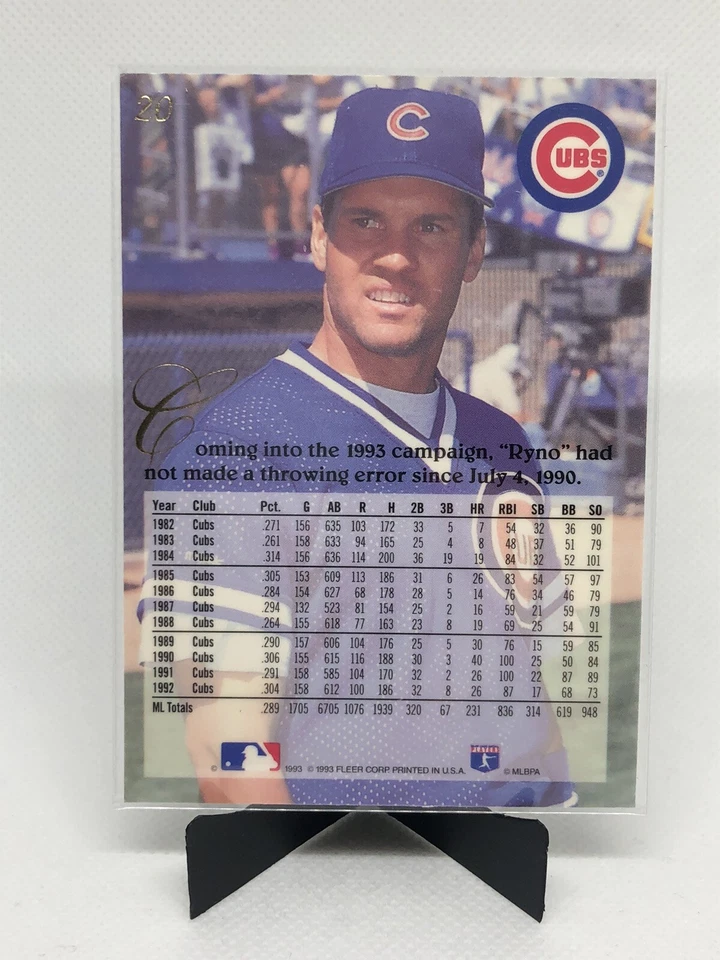 20
C
CUBS
®
Coming into the 1993 campaign, “Ryno” had
not made a throwing error since July 4, 1990.
Year Club Pct. G AB R H 2B 3B HR RBI SB BB SO
1982 Cubs .271 156 635 103 172 33 5 7 54 32 36 90
1983 Cubs .261 158 633 94 165 25 4 8 48 37 51 79
1984 Cubs .314 156 636 114 200 36 19 19 84 32 52 101
1985 Cubs .305 153 609 113 186 31 6 26 83 54 57 97
1986 Cubs .284 154 627 68 178 28 5 14 76 34 46 79
1987 Cubs .294 132 523 81 154 25 2 16 59 21 59 79
1988 Cubs .264 155 618 77 163 23 8 19 69 25 54 91
1989 Cubs .290 157 606 104 176 25 5 30 76 15 59 85
1990 Cubs .306 155 615 116 188 30 3 40 100 25 50 84
1991 Cubs .291 158 585 104 170 32 2 26 100 22 87 89
1992 Cubs .304 158 612 100 186 32 8 26 87 17 68 73
ML Totals .289 1705 6705 1076 1939 320 67 231 836 314 619 948
© 1993 © 1993 FLEER CORP. PRINTED IN U.S.A. © MLBPA